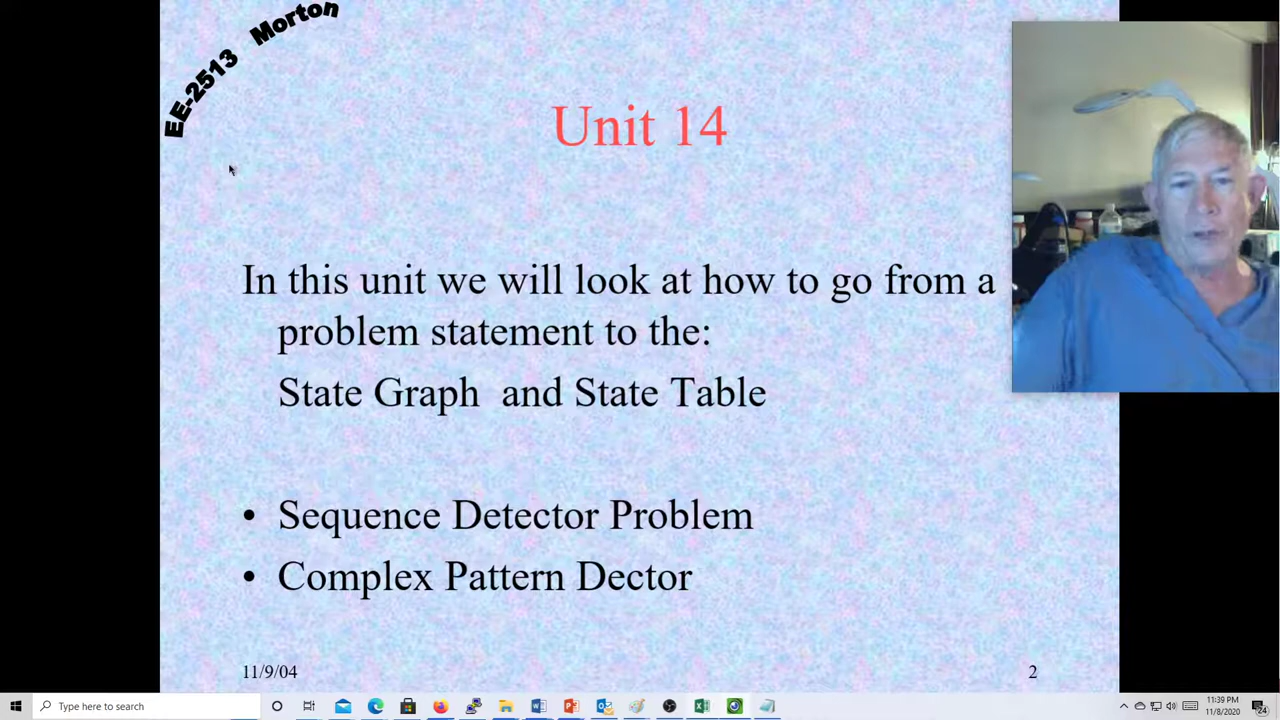 EE-2513 Morton
Unit 14
In this unit we will look at how to go from a
problem statement to the:
State Graph and State Table
• Sequence Detector Problem
• Complex Pattern Dector
11/9/04
2
Type here to search
11:39 PM
11/8/2020
24